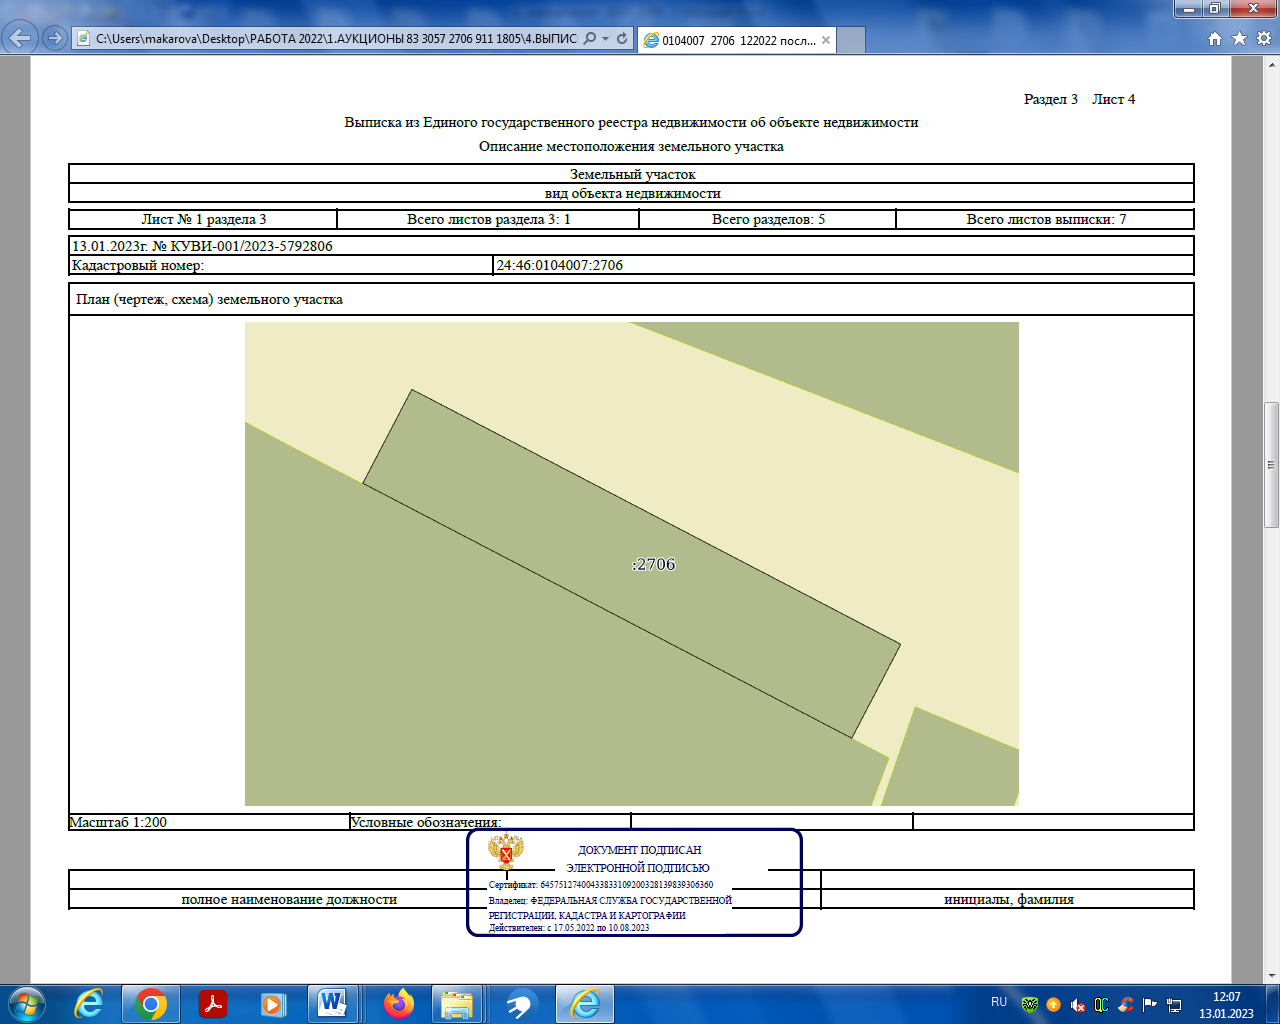 C:\Users\makarova\Desktop\РАБОТА 2022\1.АУКЦИОНЫ 83 3057 2706 911 1805\4.ВЫПИС
0104007 2706 122022 посл...
Раздел 3 Лист 4
Выписка из Единого государственного реестра недвижимости об объекте недвижимости
Описание местоположения земельного участка
Земельный участок
вид объекта недвижимости
Лист № 1 раздела 3 Всего листов раздела 3: 1 Всего разделов: 5 Всего листов выписки: 7
13.01.2023г. № КУВИ-001/2023-5792806
Кадастровый номер: 24:46:0104007:2706
План (чертеж, схема) земельного участка
:2706
Масштаб 1:200 Условные обозначения:
ДОКУМЕНТ ПОДПИСАН
ЭЛЕКТРОННОЙ ПОДПИСЬЮ
Сертификат: 64575127400433833109200328139839306360
Владелец: ФЕДЕРАЛЬНАЯ СЛУЖБА ГОСУДАРСТВЕННОЙ
РЕГИСТРАЦИИ, КАДАСТРА И КАРТОГРАФИИ
Действителен: с 17.05.2022 по 10.08.2023
полное наименование должности инициалы, фамилия
RU
12:07
13.01.2023